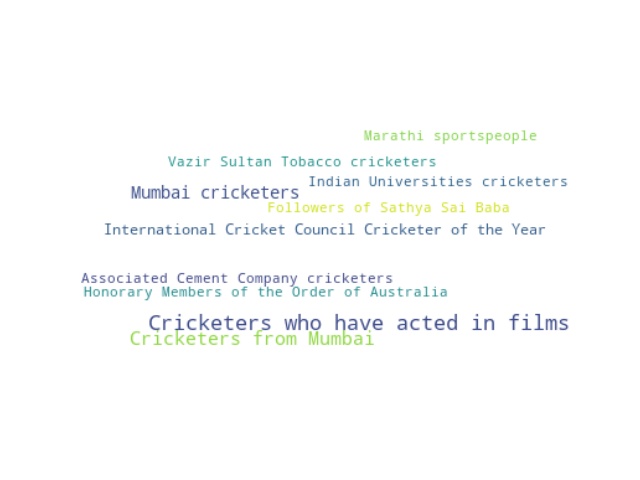 Marathi sportspeople
Vazir Sultan Tobacco cricketers
Indian Universities cricketers
Mumbai cricketers
Followers of Sathya Sai Baba
International Cricket Council Cricketer of the Year
Associated Cement Company cricketers
Honorary Members of the Order of Australia
Cricketers who have acted in films
Cricketers from Mumbai